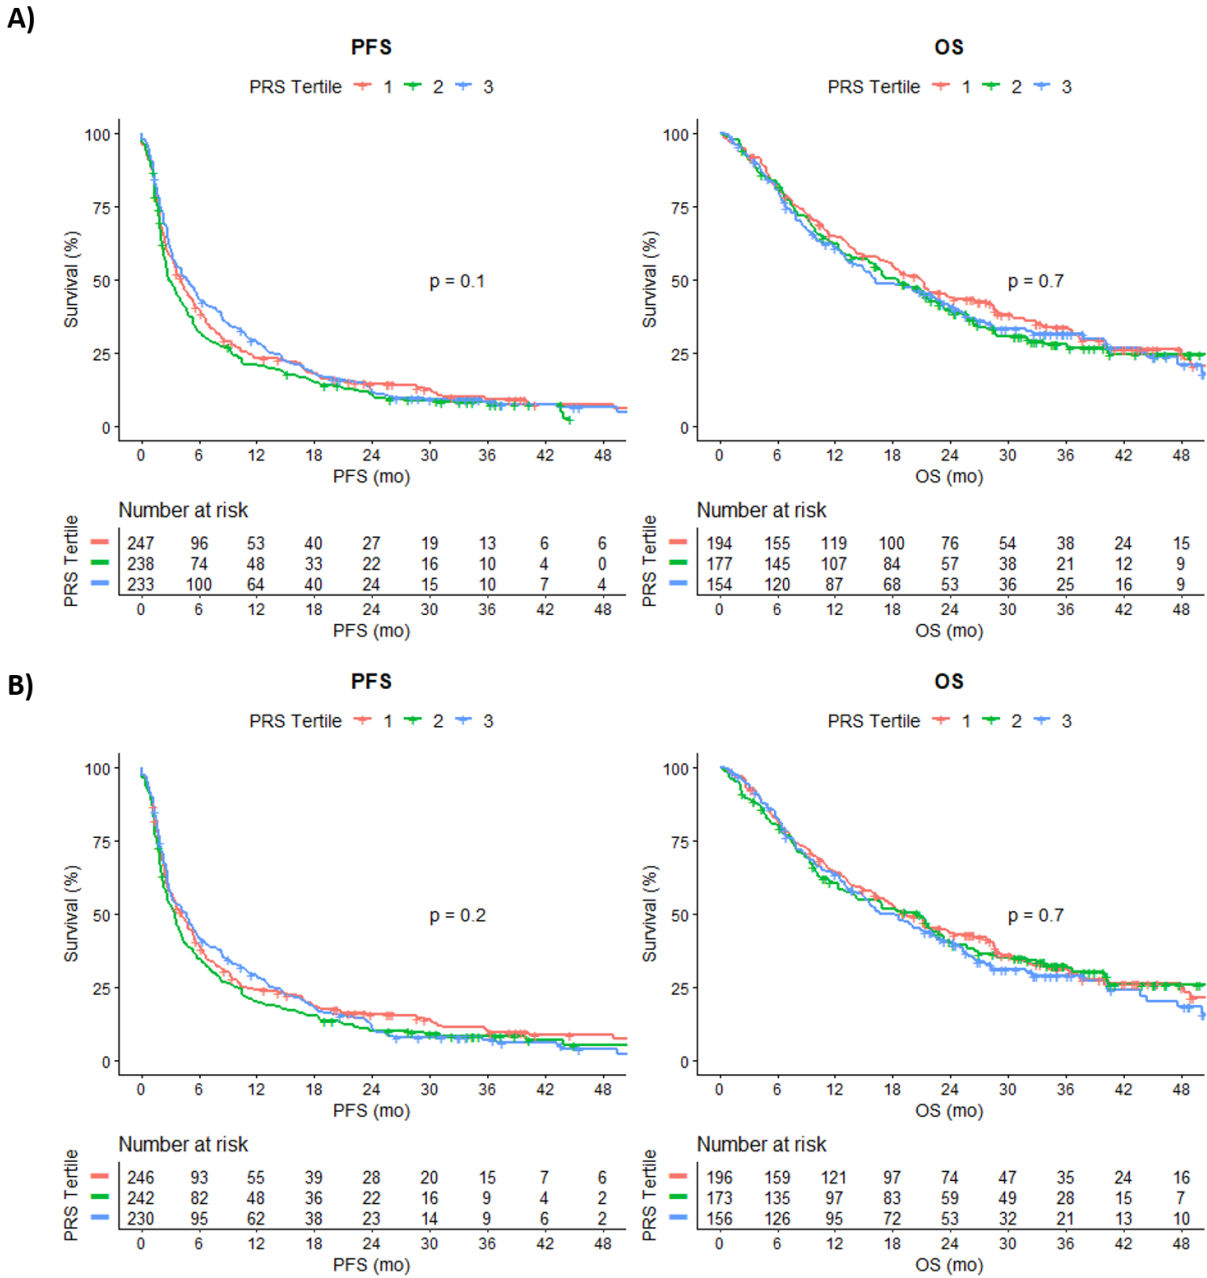 A)
PFS
PRS Tertile 1 2 3
Survival (%)
100
75
50
25
0
p = 0.1
0 6 12 18 24 30 36 42 48
PFS (mo)
Number at risk
PRS Tertile
247 96 53 40 27 19 13 6 6
238 74 48 33 22 16 10 4 0
233 100 64 40 24 15 10 7 4
0 6 12 18 24 30 36 42 48
PFS (mo)
OS
PRS Tertile 1 2 3
Survival (%)
100
75
50
25
0
p = 0.7
0 6 12 18 24 30 36 42 48
OS (mo)
Number at risk
PRS Tertile
194 155 119 100 76 54 38 24 15
177 145 107 84 57 38 21 12 9
154 120 87 68 53 36 25 16 9
0 6 12 18 24 30 36 42 48
OS (mo)
B)
PFS
PRS Tertile 1 2 3
Survival (%)
100
75
50
25
0
p = 0.2
0 6 12 18 24 30 36 42 48
PFS (mo)
Number at risk
PRS Tertile
246 93 55 39 28 20 15 7 6
242 82 48 36 22 16 9 4 2
230 95 62 38 23 14 9 6 2
0 6 12 18 24 30 36 42 48
PFS (mo)
OS
PRS Tertile 1 2 3
Survival (%)
100
75
50
25
0
p = 0.7
0 6 12 18 24 30 36 42 48
OS (mo)
Number at risk
PRS Tertile
196 159 121 97 74 47 35 24 16
173 135 97 83 59 49 28 15 7
156 126 95 72 53 32 21 13 10
0 6 12 18 24 30 36 42 48
OS (mo)